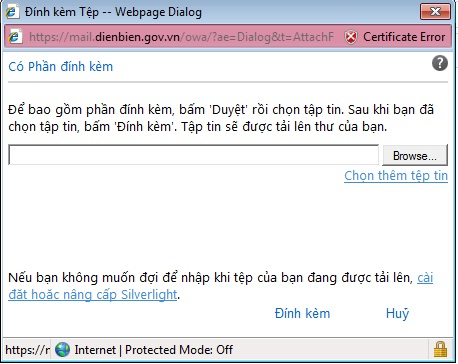 Đính kèm Tệp -- Webpage Dialog
https://mail.dienbien.gov.vn/owa/?ae=Dialog&t=AttachF Certificate Error
Có Phần đính kèm
Để bao gồm phần đính kèm, bấm 'Duyệt' rồi chọn tập tin. Sau khi bạn đã
chọn tập tin, bấm 'Đính kèm'. Tập tin sẽ được tải lên thư của bạn.
Browse...
Chọn thêm tệp tin
Nếu bạn không muốn đợi để nhập khi tệp của bạn đang được tải lên, cài
đặt hoặc nâng cấp Silverlight.
Đính kèm Huỷ
https://r Internet | Protected Mode: Off